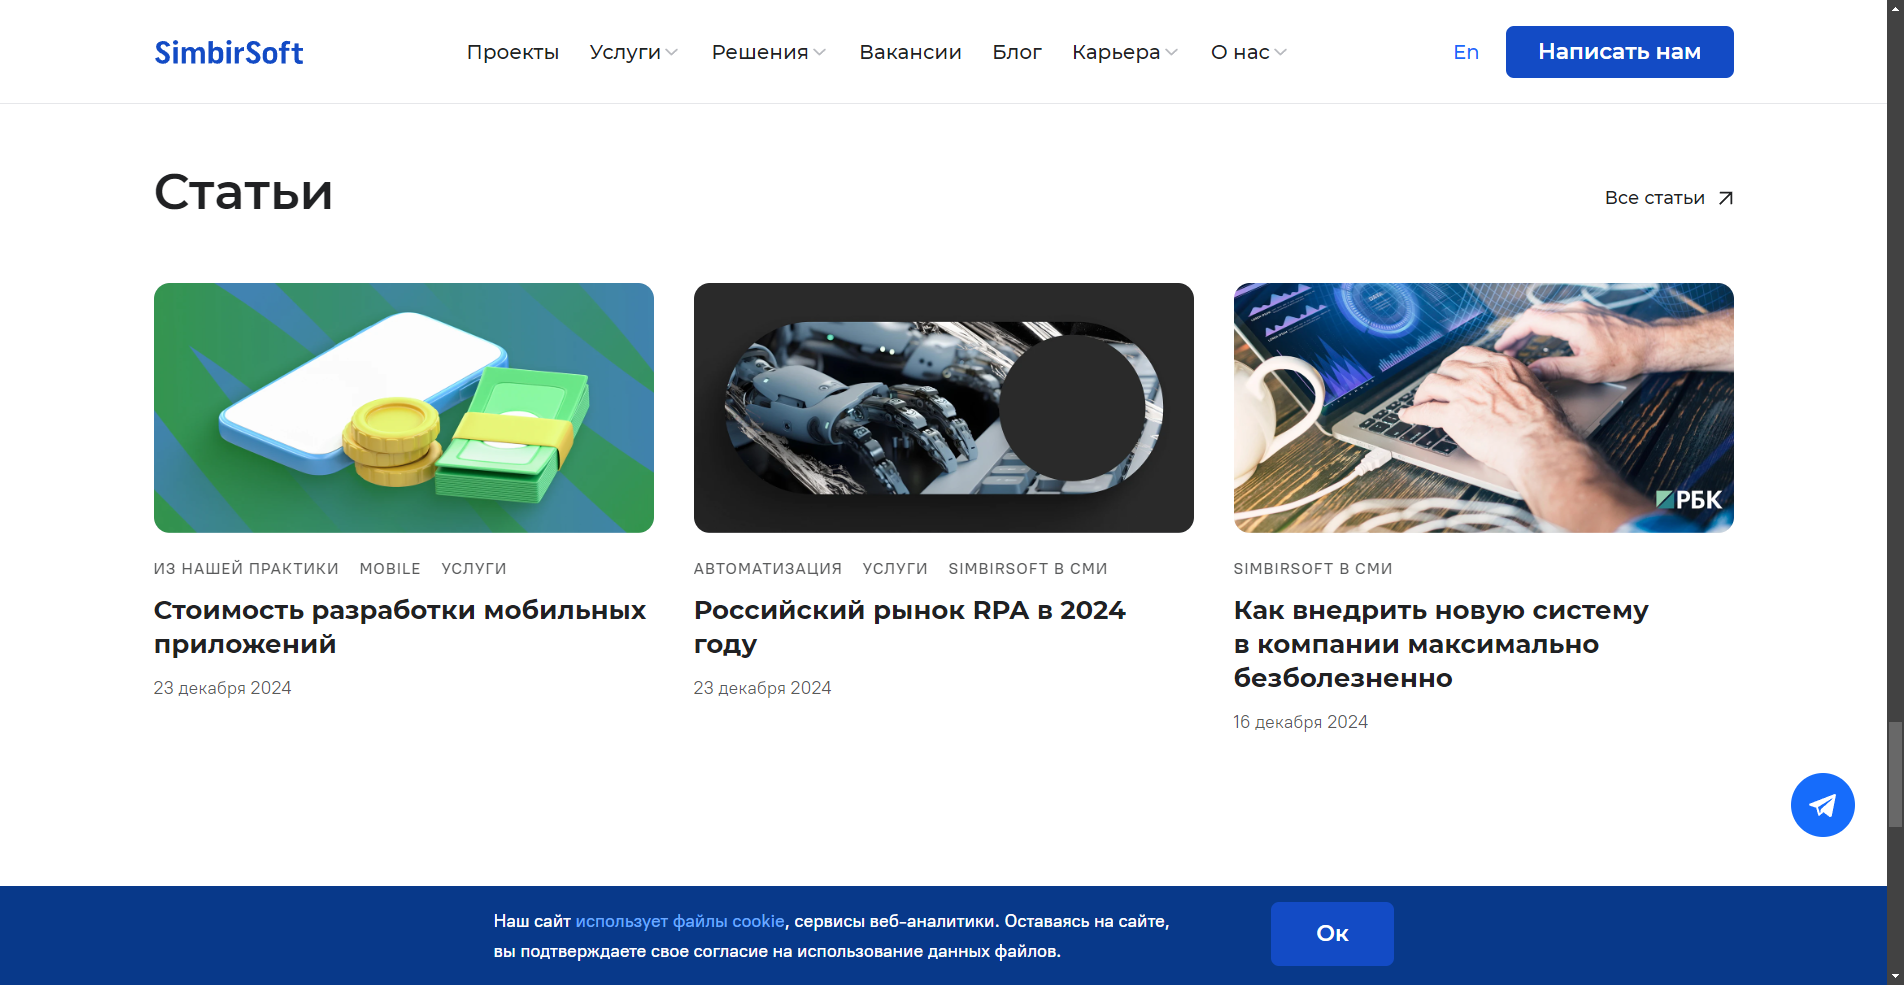 SimbirSoft
Проекты Услуги Решения Вакансии Блог Карьера О нас
En
Написать нам
Статьи
Все статьи
РБК
ИЗ НАШЕЙ ПРАКТИКИ MOBILE УСЛУГИ
Стоимость разработки мобильных
приложений
23 декабря 2024
АВТОМАТИЗАЦИЯ УСЛУГИ SIMBIRSOFT В СМИ
Российский рынок RPA в 2024
году
23 декабря 2024
SIMBIRSOFT В СМИ
Как внедрить новую систему
в компании максимально
безболезненно
16 декабря 2024
Наш сайт использует файлы cookie, сервисы веб-аналитики. Оставаясь на сайте,
вы подтверждаете свое согласие на использование данных файлов.
Ок